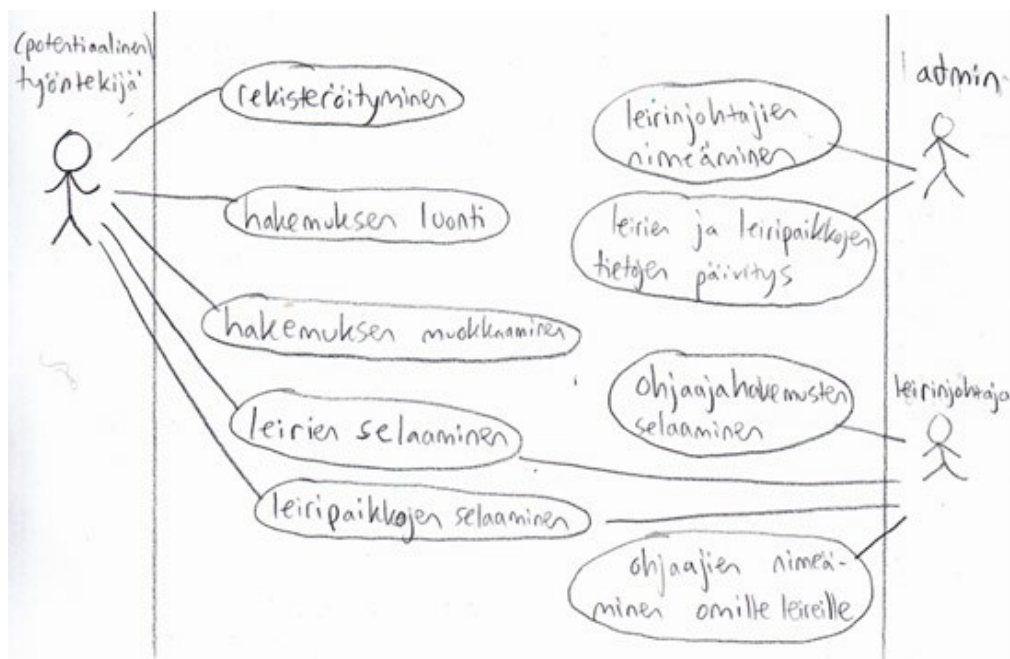 (potentiaalinen)
työntekijä
rekisteröityminen
hakemuksen luonti
hakemuksen muokkaaminen
leirien selaaminen
leiripaikkojen selaaminen
admin
leirinjohtajien
nimeäminen
leirien ja leiripaikkojen
tietojen päivitys
leirinjohtaja
ohjaajahakemusten
selaaminen
ohjaajien nimeä-
minen omille leireille